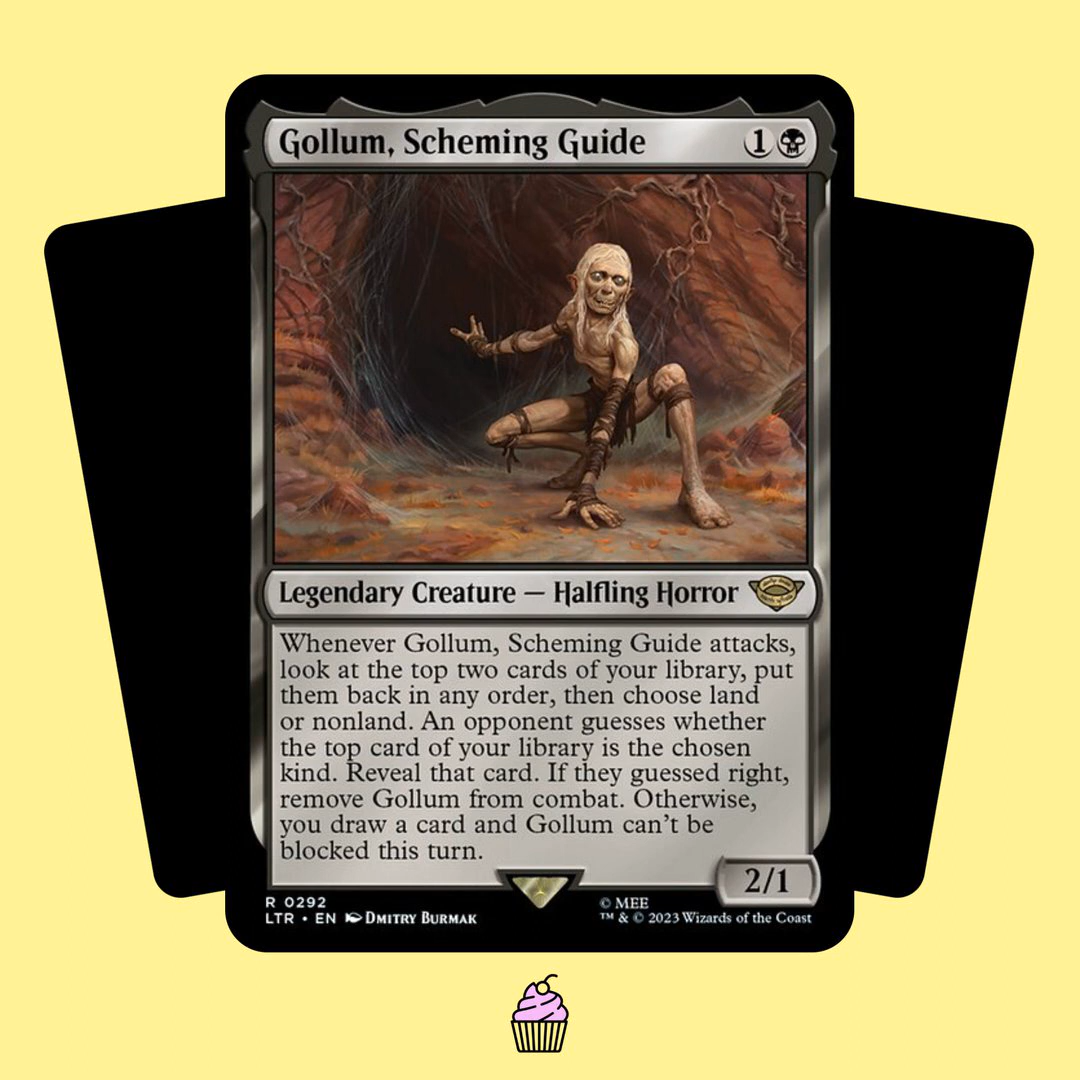 Gollum, Scheming Guide 1
Legendary Creature — Halfling Horror
Whenever Gollum, Scheming Guide attacks,
look at the top two cards of your library, put
them back in any order, then choose land
or nonland. An opponent guesses whether
the top card of your library is the chosen
kind. Reveal that card. If they guessed right,
remove Gollum from combat. Otherwise,
you draw a card and Gollum can't be
blocked this turn.
2/1
R 0292
LTR • EN Dmitry Burmak
© MEE
™ & © 2023 Wizards of the Coast